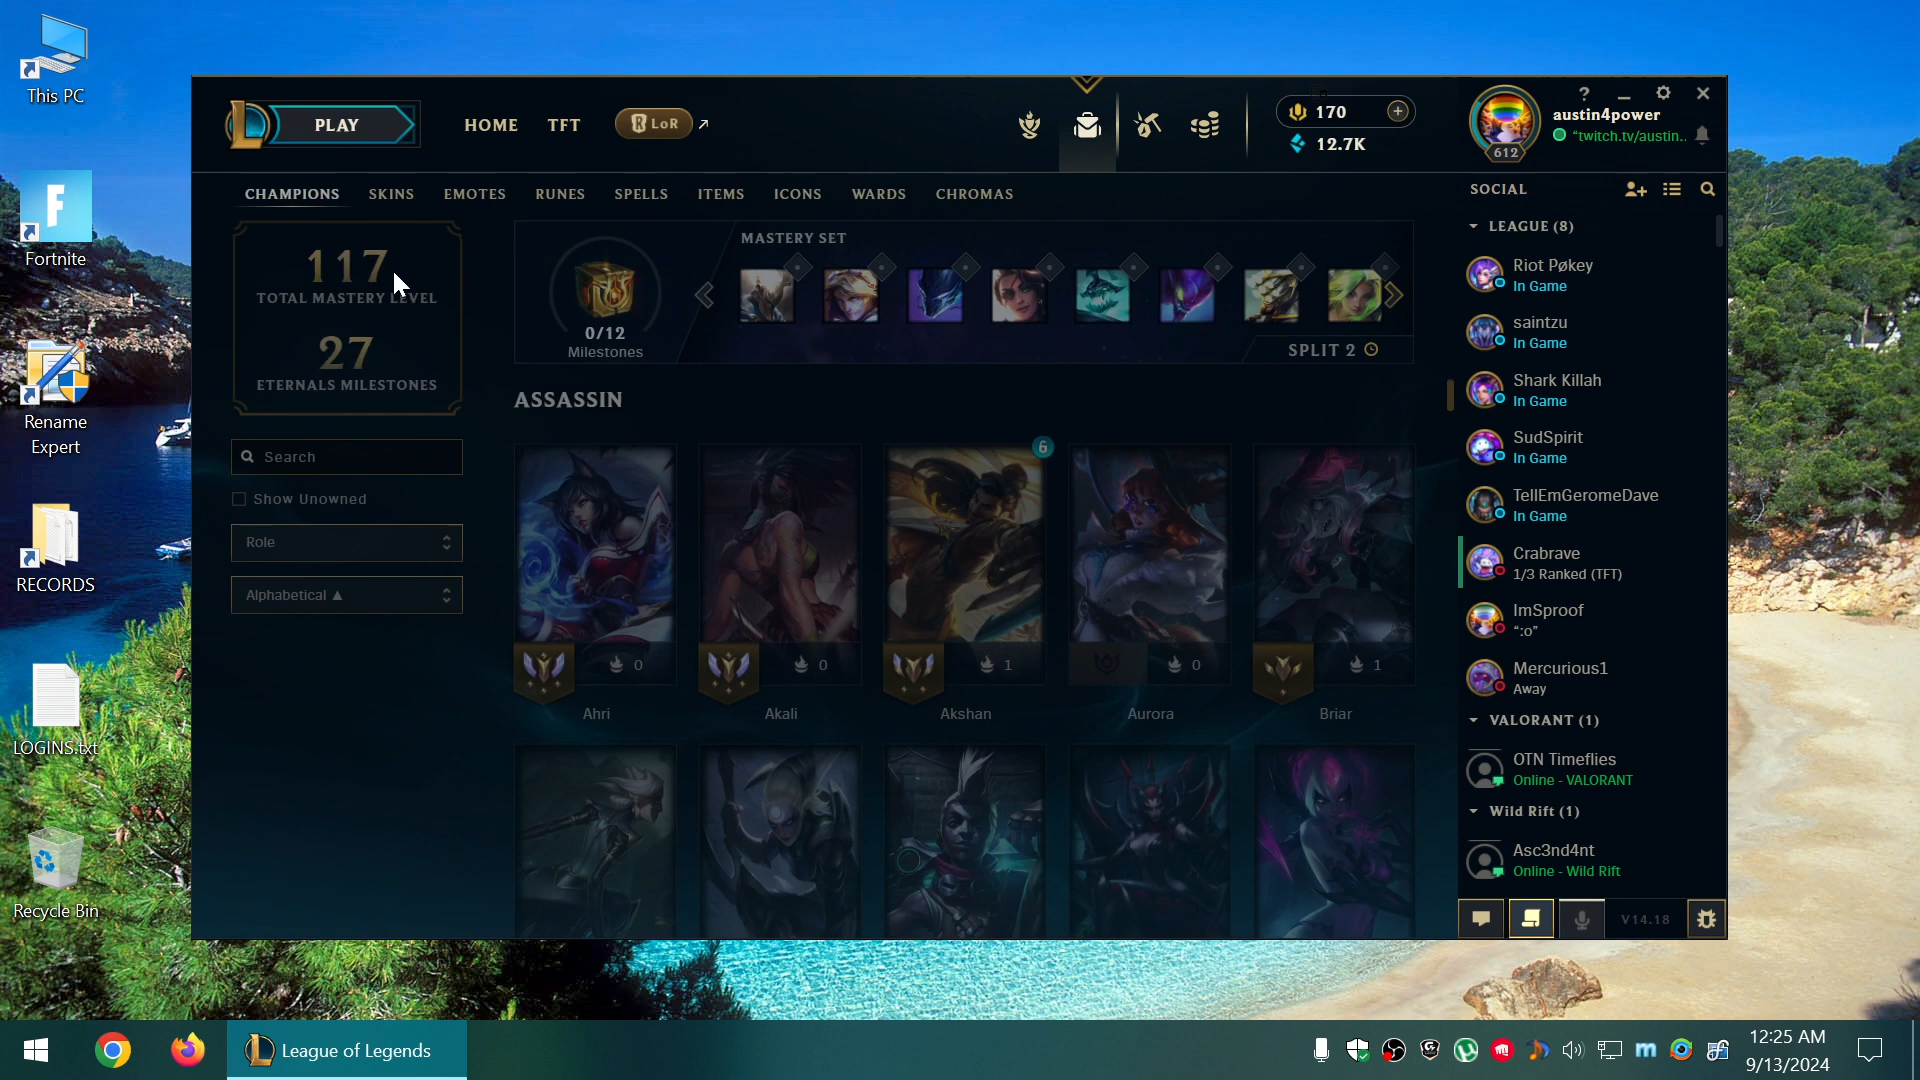 This PC
Fortnite
Rename
Expert
RECORDS
LOGINS.txt
Recycle Bin
PLAY
HOME
TFT
LoR
170
12.7K
612
austin4power
“twitch.tv/austin..
CHAMPIONS
SKINS
EMOTES
RUNES
SPELLS
ITEMS
ICONS
WARDS
CHROMAS
117
TOTAL MASTERY LEVEL
27
ETERNALS MILESTONES
Search
Show Unowned
Role
Alphabetical ▲
0/12
Milestones
MASTERY SET
SPLIT 2
ASSASSIN
6
0
0
1
0
1
Ahri
Akali
Akshan
Aurora
Briar
SOCIAL
LEAGUE (8)
Riot Pøkey
In Game
saintzu
In Game
Shark Killah
In Game
SudSpirit
In Game
TellEmGeromeDave
In Game
Crabrave
1/3 Ranked (TFT)
ImSproof
“:o”
Mercurious1
Away
VALORANT (1)
OTN Timeflies
Online - VALORANT
Wild Rift (1)
Asc3nd4nt
Online - Wild Rift
V14.18
League of Legends
12:25 AM
9/13/2024